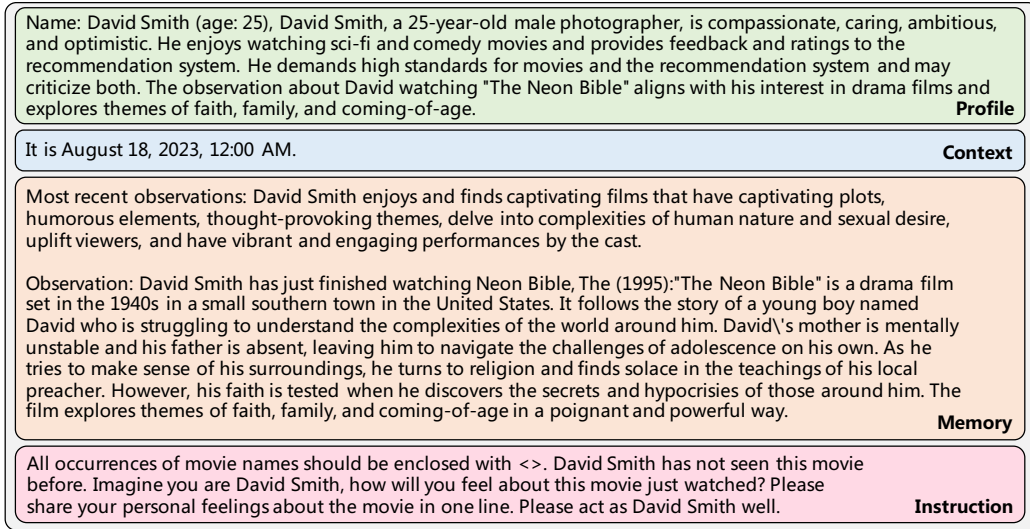 Name: David Smith (age: 25), David Smith, a 25-year-old male photographer, is compassionate, caring, ambitious,
and optimistic. He enjoys watching sci-fi and comedy movies and provides feedback and ratings to the
recommendation system. He demands high standards for movies and the recommendation system and may
criticize both. The observation about David watching "The Neon Bible" aligns with his interest in drama films and
explores themes of faith, family, and coming-of-age.
Profile
It is August 18, 2023, 12:00 AM.
Context
Most recent observations: David Smith enjoys and finds captivating films that have captivating plots,
humorous elements, thought-provoking themes, delve into complexities of human nature and sexual desire,
uplift viewers, and have vibrant and engaging performances by the cast.
Observation: David Smith has just finished watching Neon Bible, The (1995):"The Neon Bible" is a drama film
set in the 1940s in a small southern town in the United States. It follows the story of a young boy named
David who is struggling to understand the complexities of the world around him. David\'s mother is mentally
unstable and his father is absent, leaving him to navigate the challenges of adolescence on his own. As he
tries to make sense of his surroundings, he turns to religion and finds solace in the teachings of his local
preacher. However, his faith is tested when he discovers the secrets and hypocrisies of those around him. The
film explores themes of faith, family, and coming-of-age in a poignant and powerful way.
Memory
All occurrences of movie names should be enclosed with <>. David Smith has not seen this movie
before. Imagine you are David Smith, how will you feel about this movie just watched? Please
share your personal feelings about the movie in one line. Please act as David Smith well.
Instruction